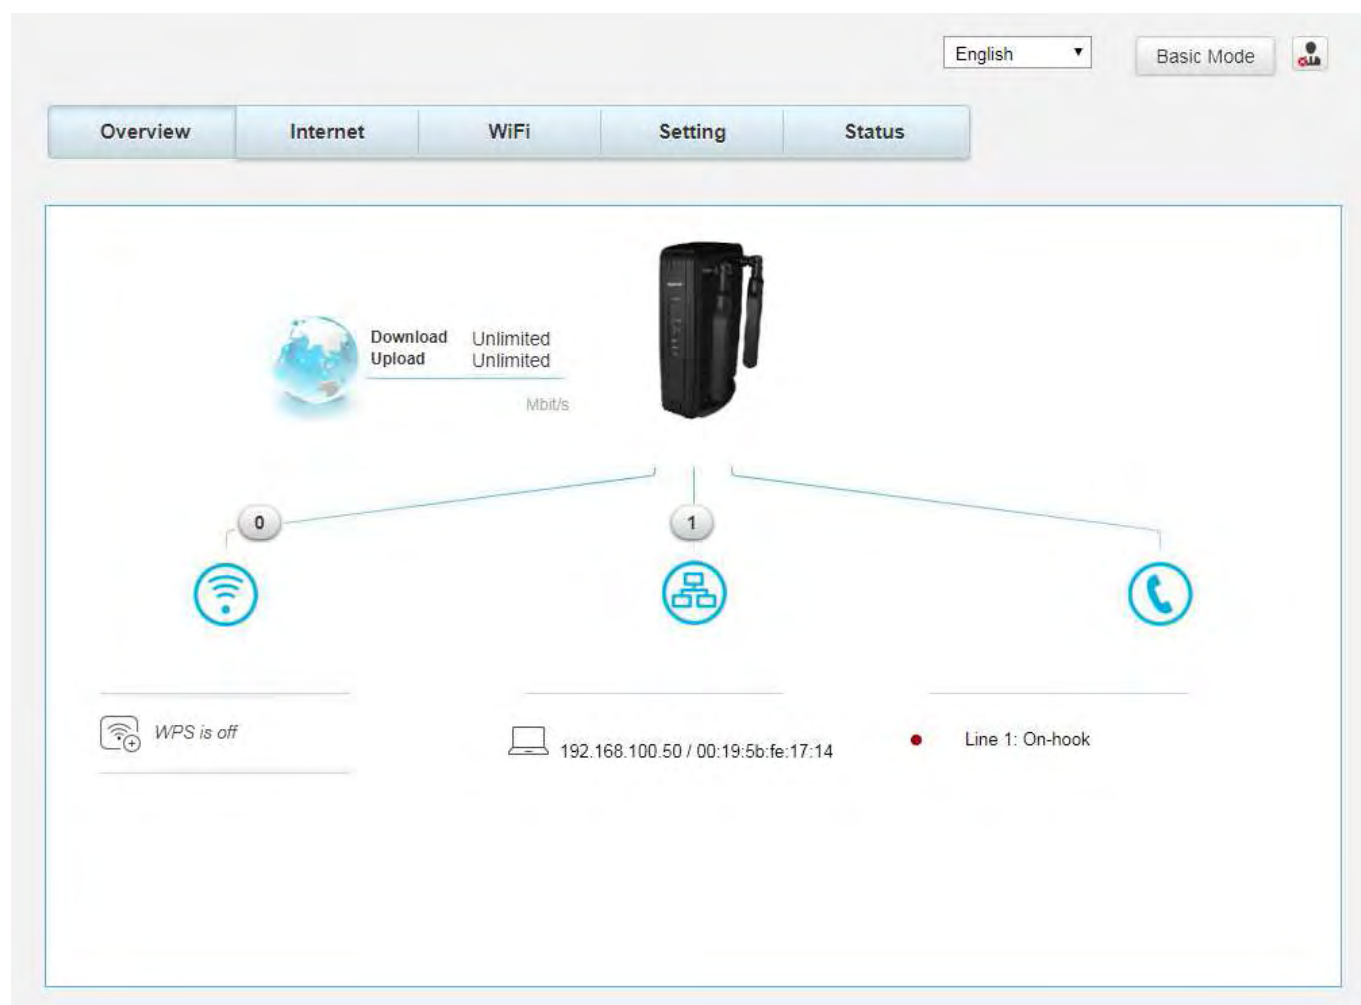 English
Basic Mode
Overview Internet WiFi Setting Status
Download Unlimited
Upload Unlimited
Mbit/s
0
1
WPS is off
192.168.100.50 / 00:19:5b:fe:17:14
Line 1: On-hook